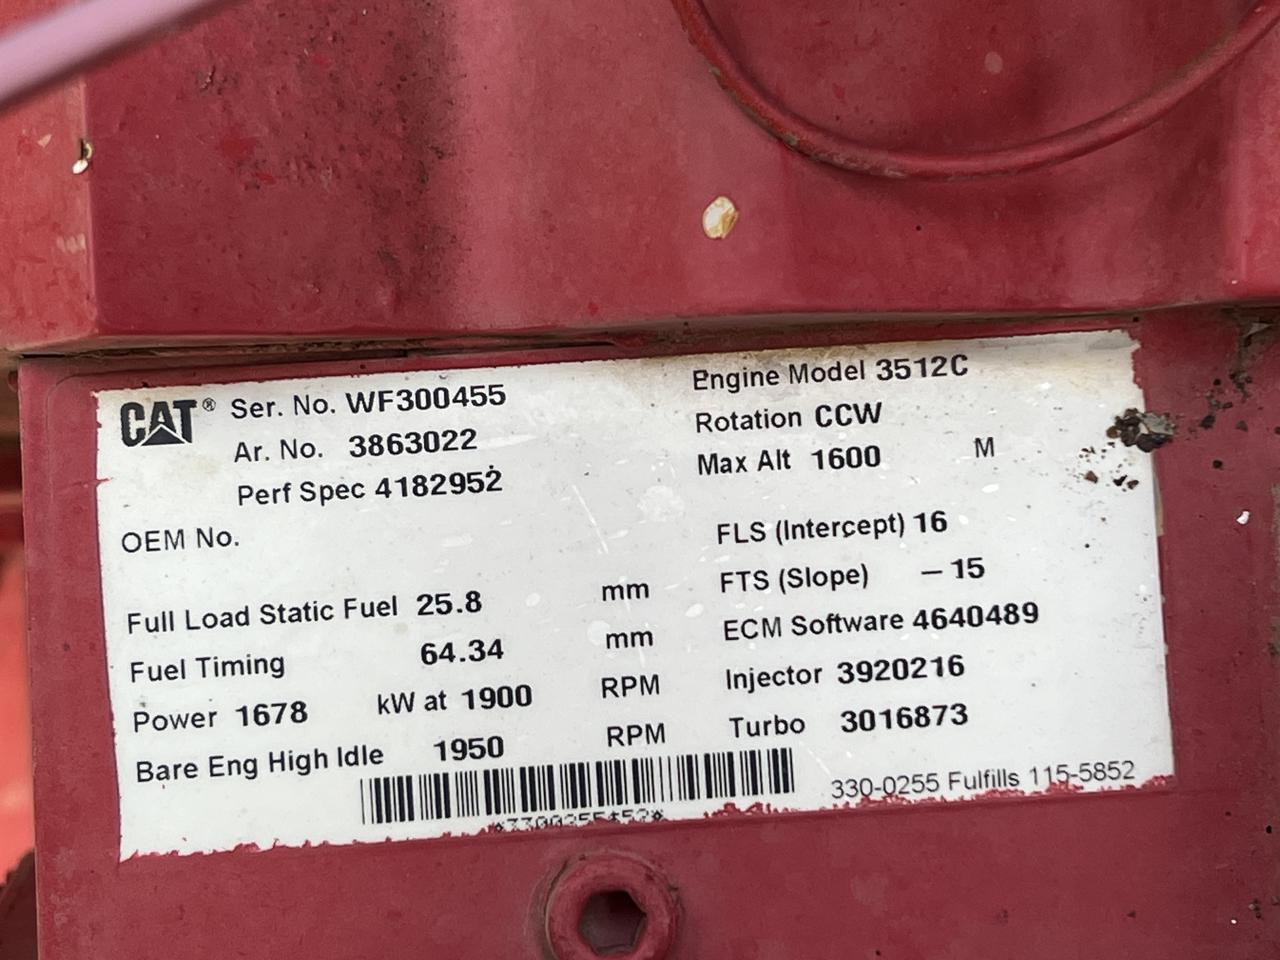 CAT® Ser. No. WF300455
Ar. No. 3863022
Perf Spec 4182952
OEM No.
Full Load Static Fuel 25.8 mm
Fuel Timing 64.34 mm
Power 1678 kW at 1900 RPM
Bare Eng High Idle 1950 RPM
Engine Model 3512C
Rotation CCW
Max Alt 1600 M
FLS (Intercept) 16
FTS (Slope) – 15
ECM Software 4640489
Injector 3920216
Turbo 3016873
330-0255 Fulfills 115-5852